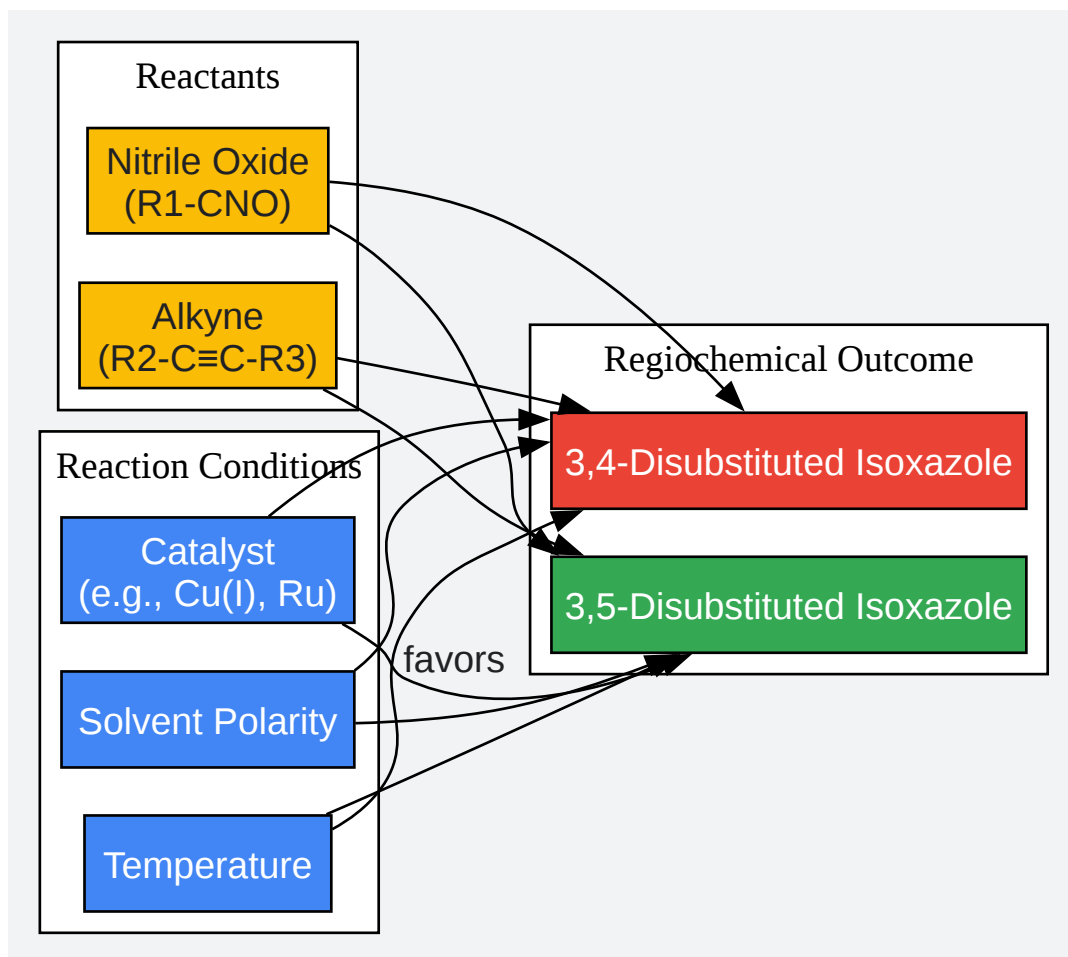 Reactants
Nitrile Oxide
(R1-CNO)
Alkyne
(R2-C≡C-R3)
Reaction Conditions
Catalyst
(e.g., Cu(I), Ru)
Solvent Polarity
Temperature
favors
Regiochemical Outcome
3,4-Disubstituted Isoxazole
3,5-Disubstituted Isoxazole